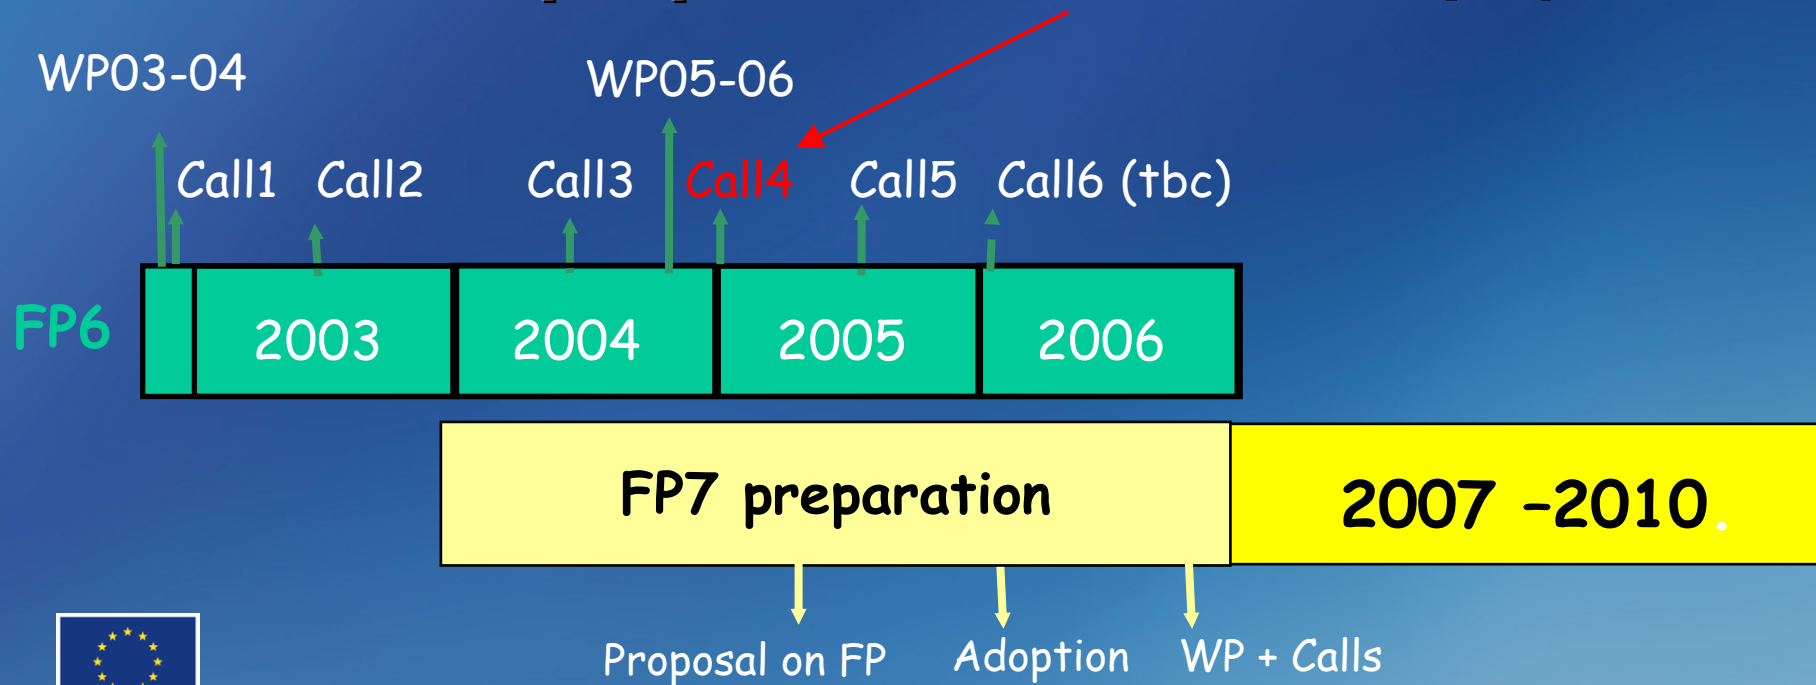 WP03-04
WP05-06
Call1 Call2 Call3 Call4 Call5 Call6 (tbc)
FP6 2003 2004 2005 2006
FP7 preparation 2007 -2010.
Proposal on FP Adoption WP + Calls